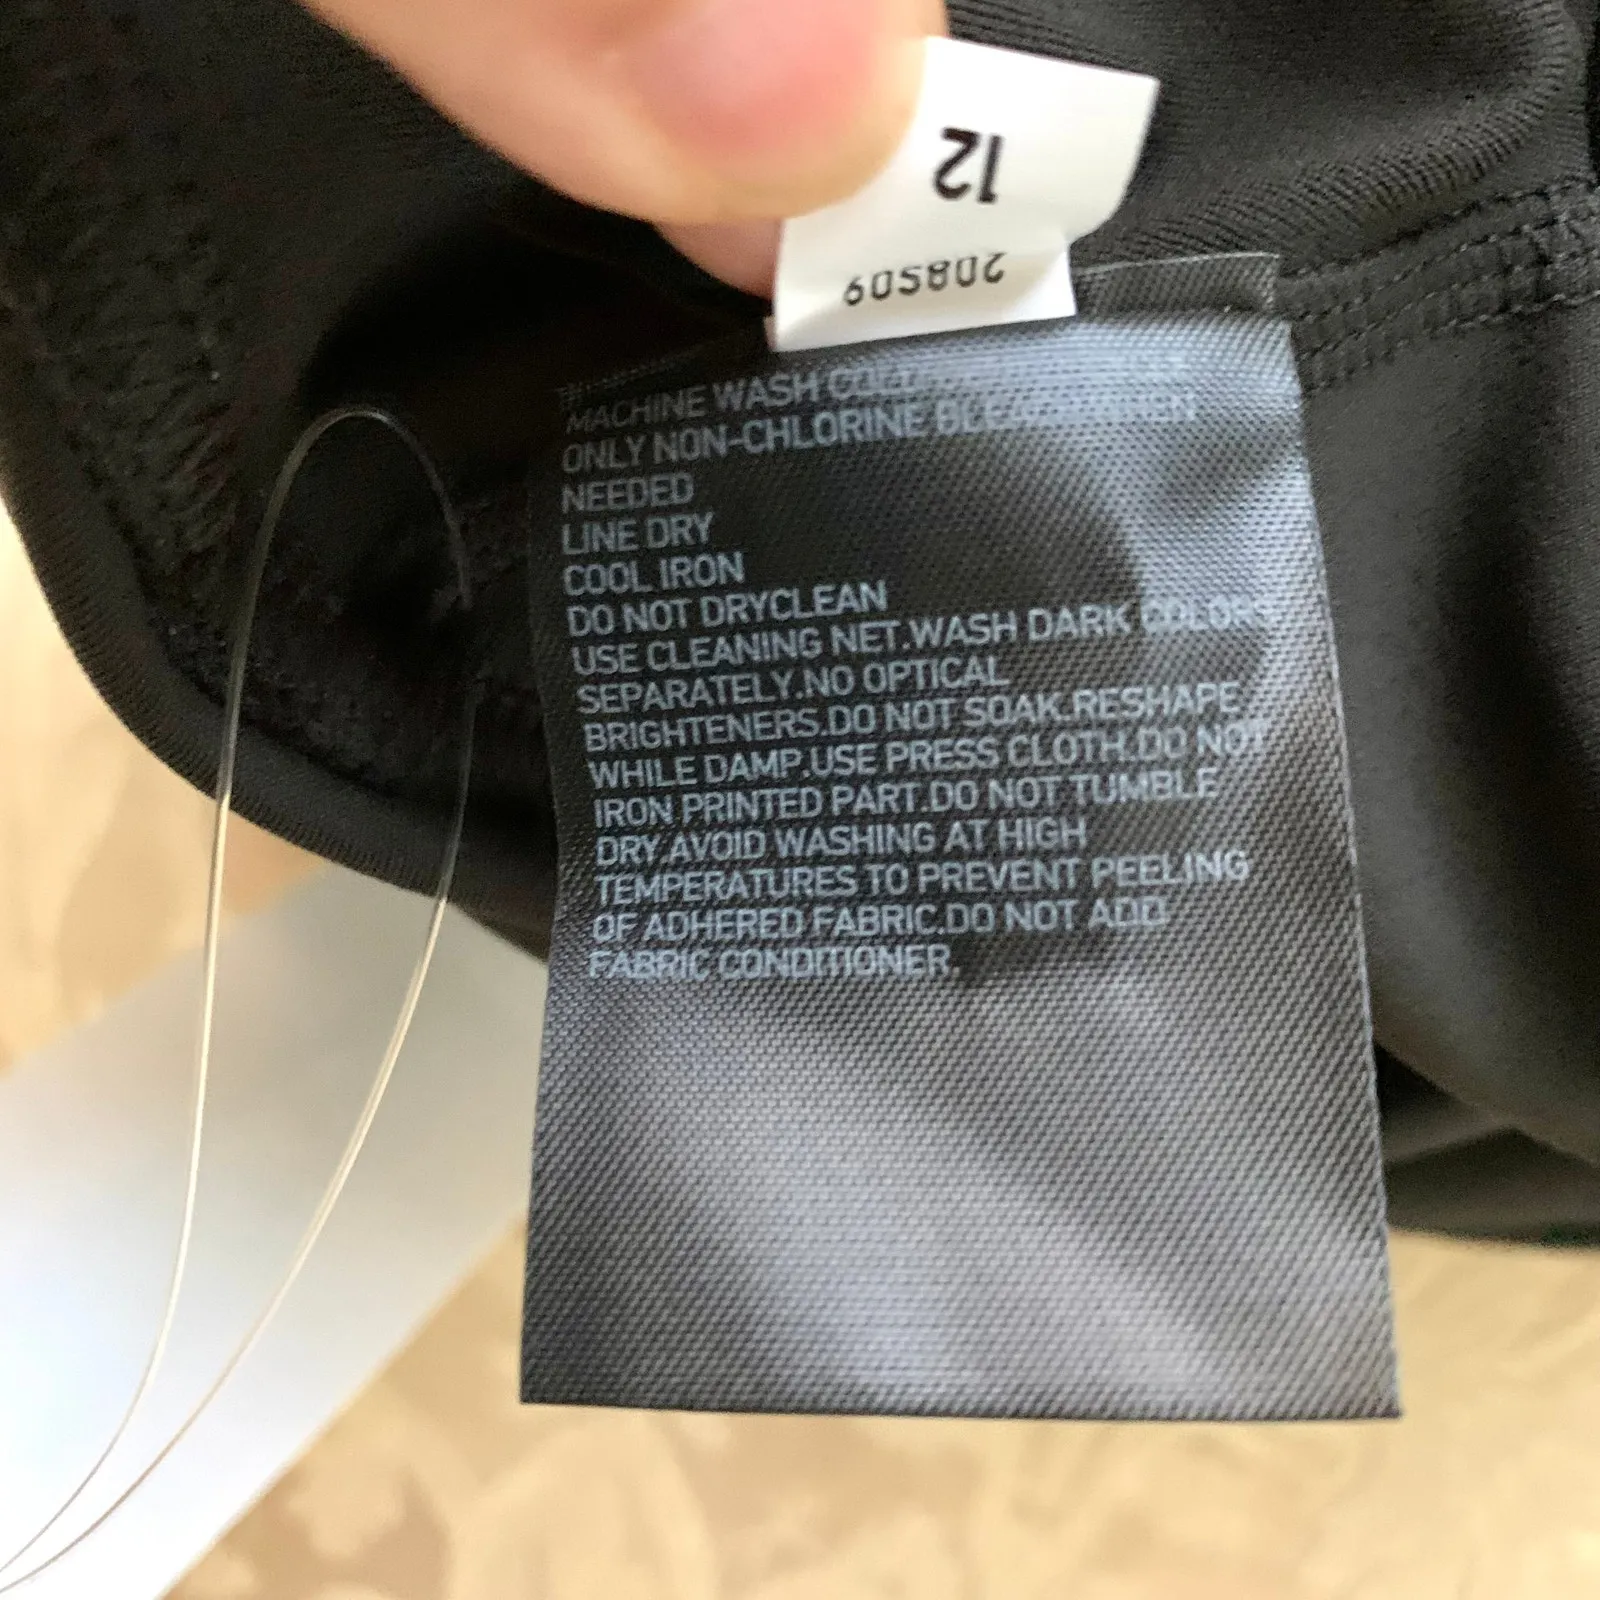 12
208S09
MACHINE WASH
ONLY NON-CHLORINE
NEEDED
LINE DRY
COOL IRON
DO NOT DRYCLEAN
USE CLEANING NET.WASH DARK COLORS
SEPARATELY.NO OPTICAL
BRIGHTENERS.DO NOT SOAK.RESHAPE
WHILE DAMP.USE PRESS CLOTH.DO NOT
IRON PRINTED PART.DO NOT TUMBLE
DRY.AVOID WASHING AT HIGH
TEMPERATURES TO PREVENT PEELING
OF ADHERED FABRIC.DO NOT ADD
FABRIC CONDITIONER.